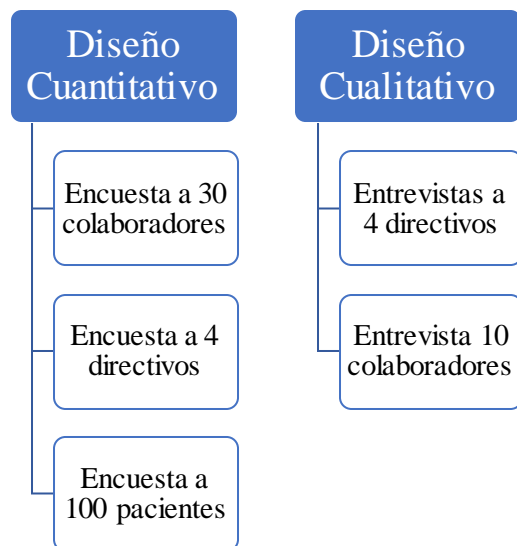 Diseño
Cuantitativo
Encuesta a 30
colaboradores
Encuesta a 4
directivos
Encuesta a
100 pacientes
Diseño
Cualitativo
Entrevistas a
4 directivos
Entrevista 10
colaboradores